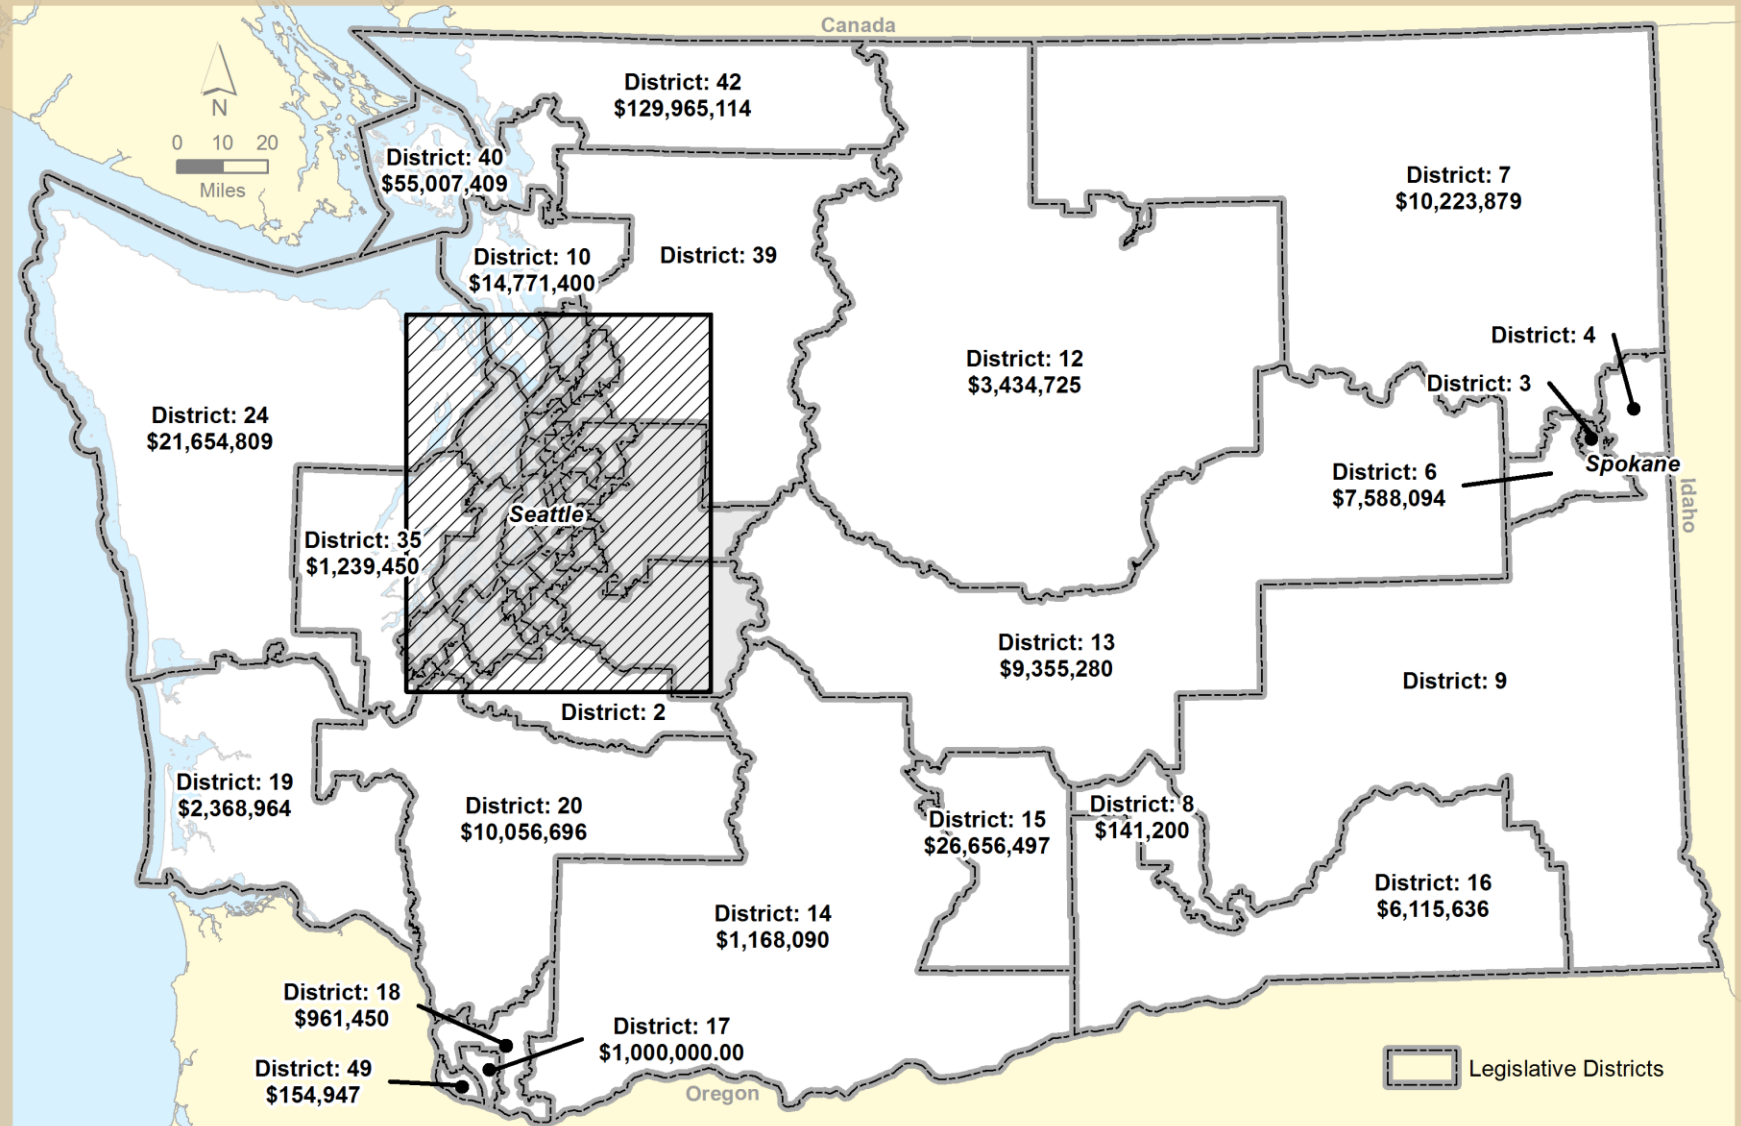 Canada
N
0 10 20
Miles
District: 42
$129,965,114
District: 40
$55,007,409
District: 7
$10,223,879
District: 10
$14,771,400
District: 39
District: 4
District: 12
$3,434,725
District: 3
District: 24
$21,654,809
Spokane
District: 6
$7,588,094
Idaho
Seattle
District: 35
$1,239,450
District: 13
$9,355,280
District: 9
District: 2
District: 19
$2,368,964
District: 20
$10,056,696
District: 15
$26,656,497
District: 8
$141,200
District: 16
$6,115,636
District: 14
$1,168,090
District: 18
$961,450
District: 17
$1,000,000.00
District: 49
$154,947
Oregon
Legislative Districts